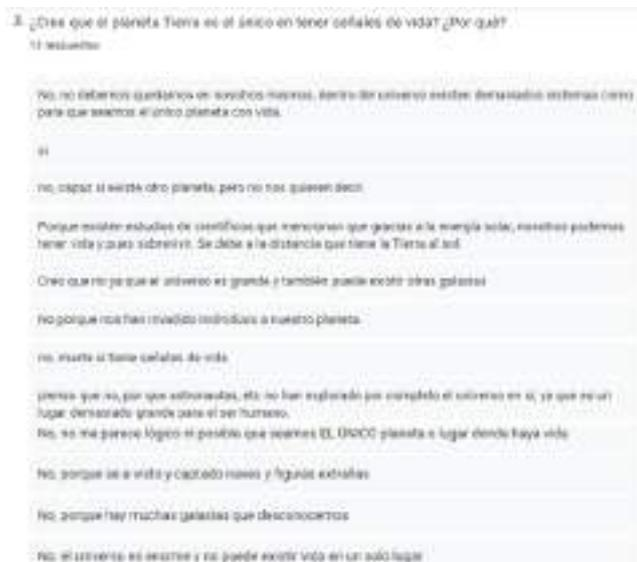 3. ¿Cree que el planeta Tierra es el único en tener señales de vida? ¿Por qué?
respuestas
No, no debemos en nosotros mismos, dentro del universo existen demasiados sistemas como
para que seamos el único planeta con vida.
si
no, capaz si existe otro planeta, pero no nos quieren decir
Porque existen estudios de científicos que mencionan que gracias a la energía solar, nosotros podemos
tener vida y pues sobrevivir. Se debe a la distancia que tiene la Tierra al sol
Creo que no ya que el universo es grande y también puede existir otras galaxias
No porque nos han invadido individuos a nuestro planeta
no, marte si tiene señales de vida
pienso que no, por que astronautas, etc no han explorado por completo el universo en si, ya que es un
lugar demasiado grande para el ser humano.
No, no me parece lógico ni posible que seamos EL ÚNICO planeta o lugar donde haya vida
No, porque se a visto y captado naves y figuras extrañas
No, porque hay muchas galaxias que desconocemos
No, el universo es enorme y no puede existir vida en un solo lugar